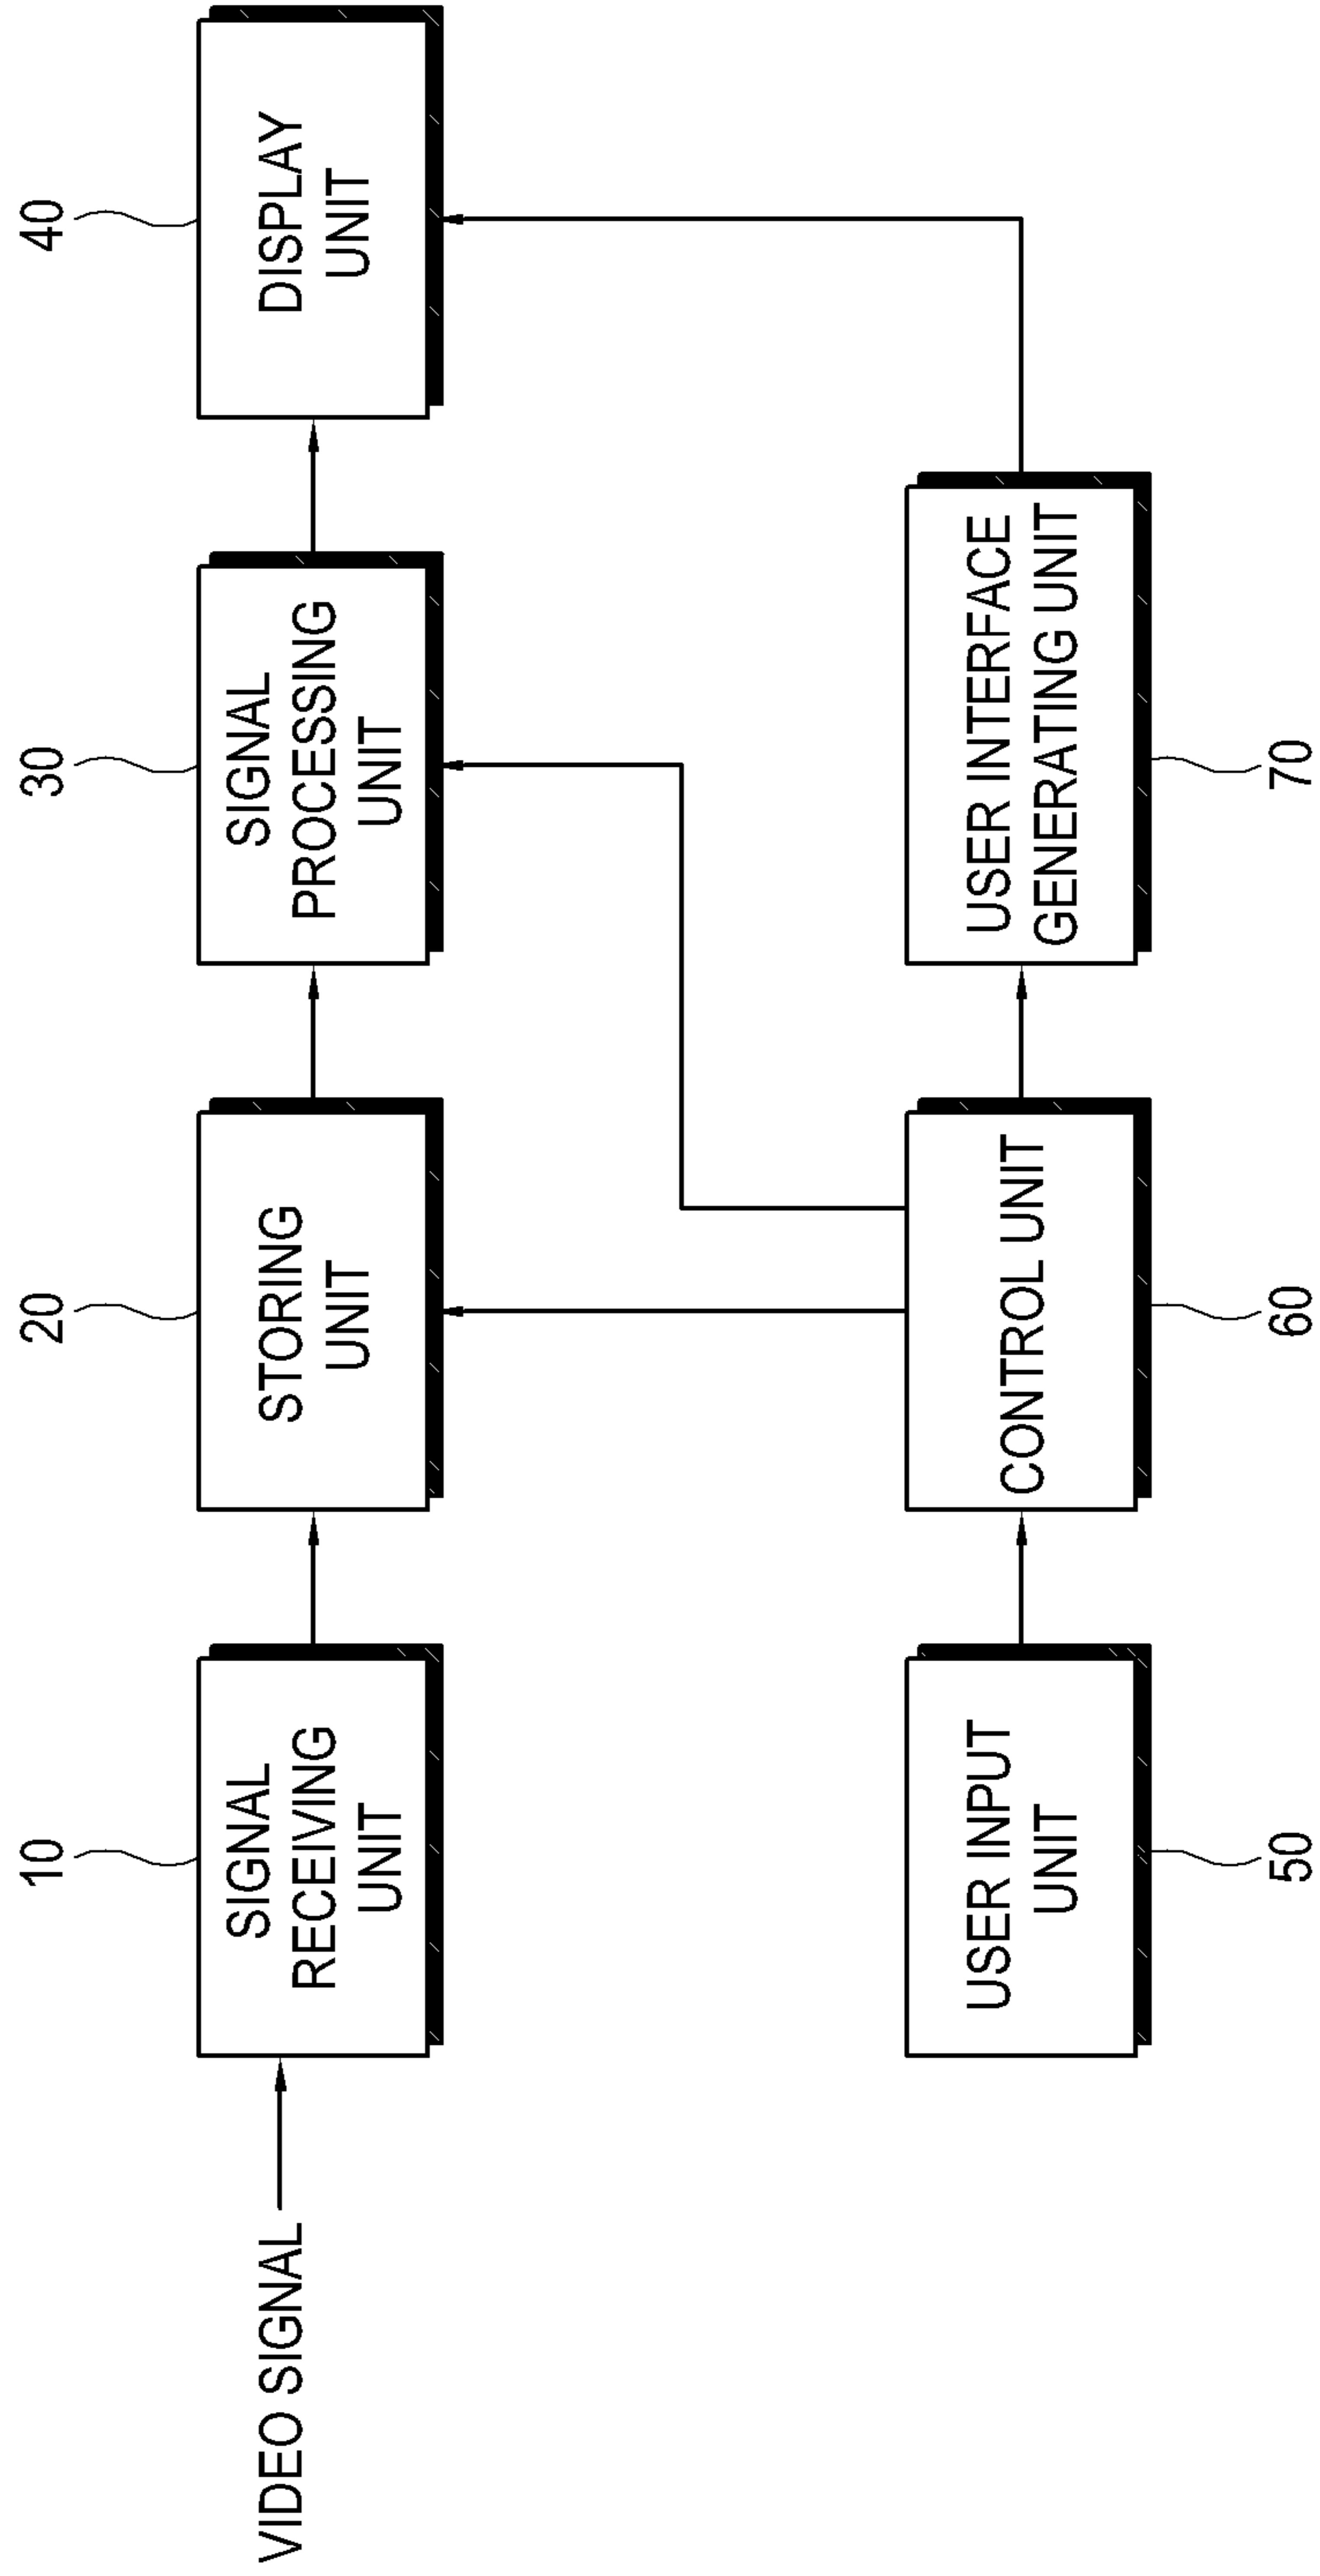 10
20
30
40
VIDEO SIGNAL
SIGNAL
RECEIVING
UNIT
STORING
UNIT
SIGNAL
PROCESSING
UNIT
DISPLAY
UNIT
USER INPUT
UNIT
CONTROL UNIT
USER INTERFACE
GENERATING UNIT
50
60
70